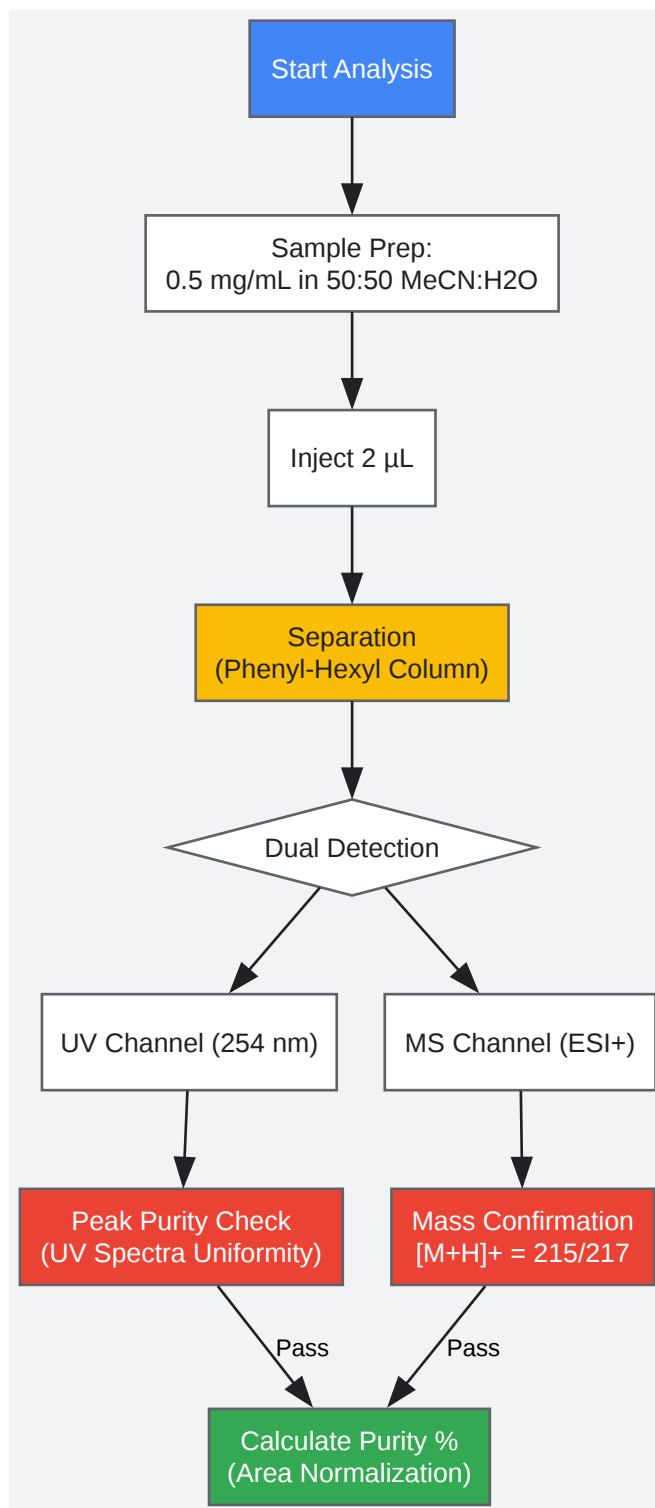 Start Analysis
Sample Prep:
0.5 mg/mL in 50:50 MeCN:H2O
Inject 2 µL
Separation
(Phenyl-Hexyl Column)
Dual Detection
UV Channel (254 nm)
MS Channel (ESI+)
Peak Purity Check
(UV Spectra Uniformity)
Mass Confirmation
[M+H]+ = 215/217
Pass
Pass
Calculate Purity %
(Area Normalization)